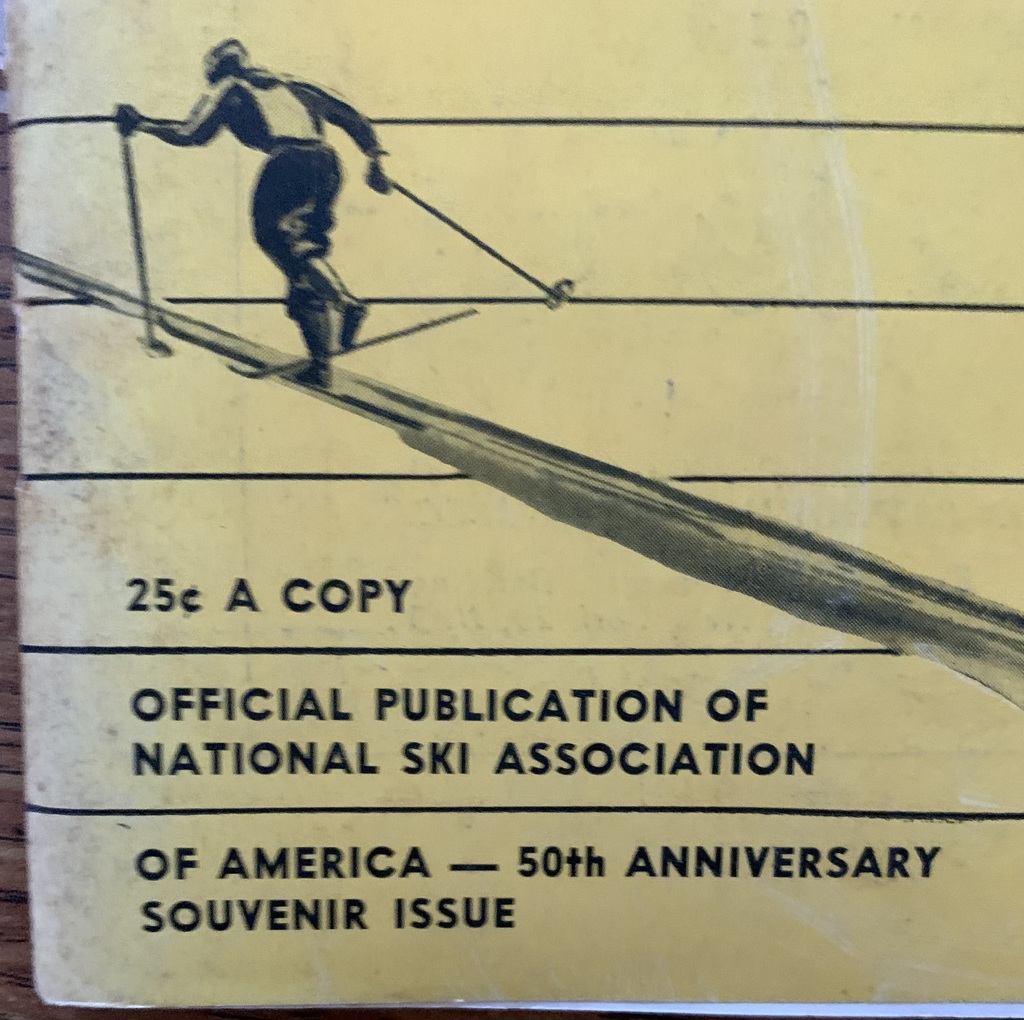 25¢ A COPY
OFFICIAL PUBLICATION OF
NATIONAL SKI ASSOCIATION
OF AMERICA — 50th ANNIVERSARY
SOUVENIR ISSUE